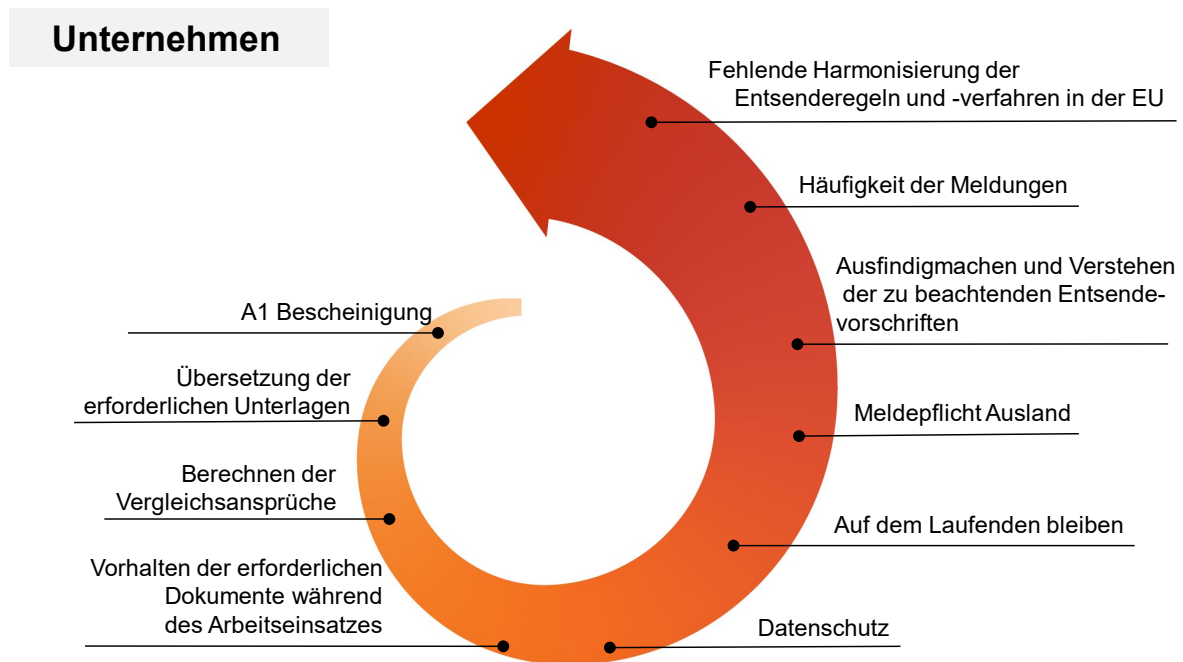 Unternehmen
Fehlende Harmonisierung der
Entsenderegeln und -verfahren in der EU
Häufigkeit der Meldungen
Ausfindigmachen und Verstehen
der zu beachtenden Entsende-
vorschriften
Meldepflicht Ausland
Auf dem Laufenden bleiben
Datenschutz
A1 Bescheinigung
Übersetzung der
erforderlichen Unterlagen
Berechnen der
Vergleichsansprüche
Vorhalten der erforderlichen
Dokumente während
des Arbeitseinsatzes